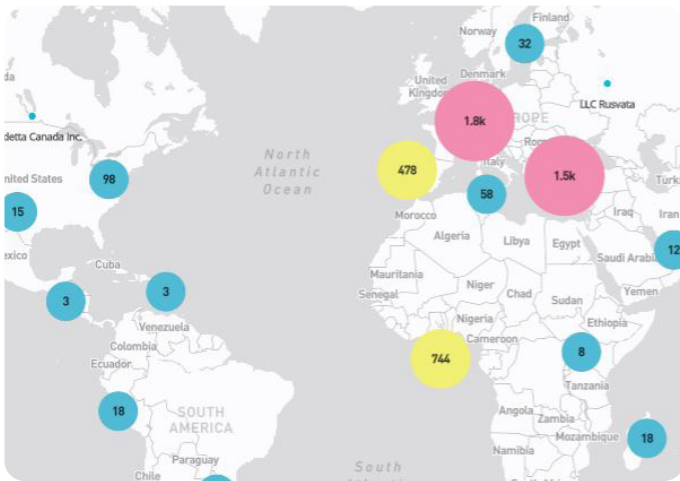 Finland
Norway
32
United
Kingdom
Denmark
LLC Rusvata
da
detta Canada Inc.
1.8k
ROPE
Rom
North
Atlantic
Ocean
478
Italy
1.5k
nited States
98
58
Turk
15
Morocco
Iraq
Iran
Algeria
Libya
Egypt
exico
Cuba
Saudi Arabi
12
Mauritania
3
3
Niger
Chad
Sudan
Yemen
Senegal
Venezuela
Nigeria
Ethiopia
Colombia
Cameroon
Ecuador
744
8
Tanzania
18
SOUTH
AMERICA
Angola
Zambia
Mozambique
18
Namibia
Paraguay
South
Chile